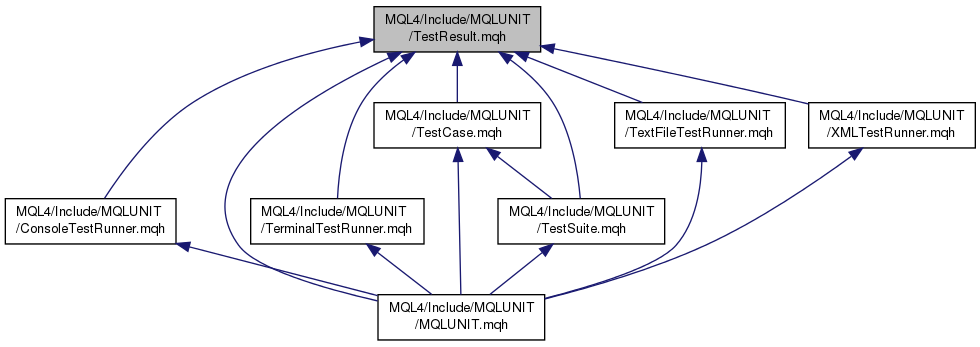 MQL4/Include/MQLUNIT
/TestResult.mqh
MQL4/Include/MQLUNIT
/TestCase.mqh
MQL4/Include/MQLUNIT
/TextFileTestRunner.mqh
MQL4/Include/MQLUNIT
/XMLTestRunner.mqh
MQL4/Include/MQLUNIT
/ConsoleTestRunner.mqh
MQL4/Include/MQLUNIT
/TerminalTestRunner.mqh
MQL4/Include/MQLUNIT
/TestSuite.mqh
MQL4/Include/MQLUNIT
/MQLUNIT.mqh